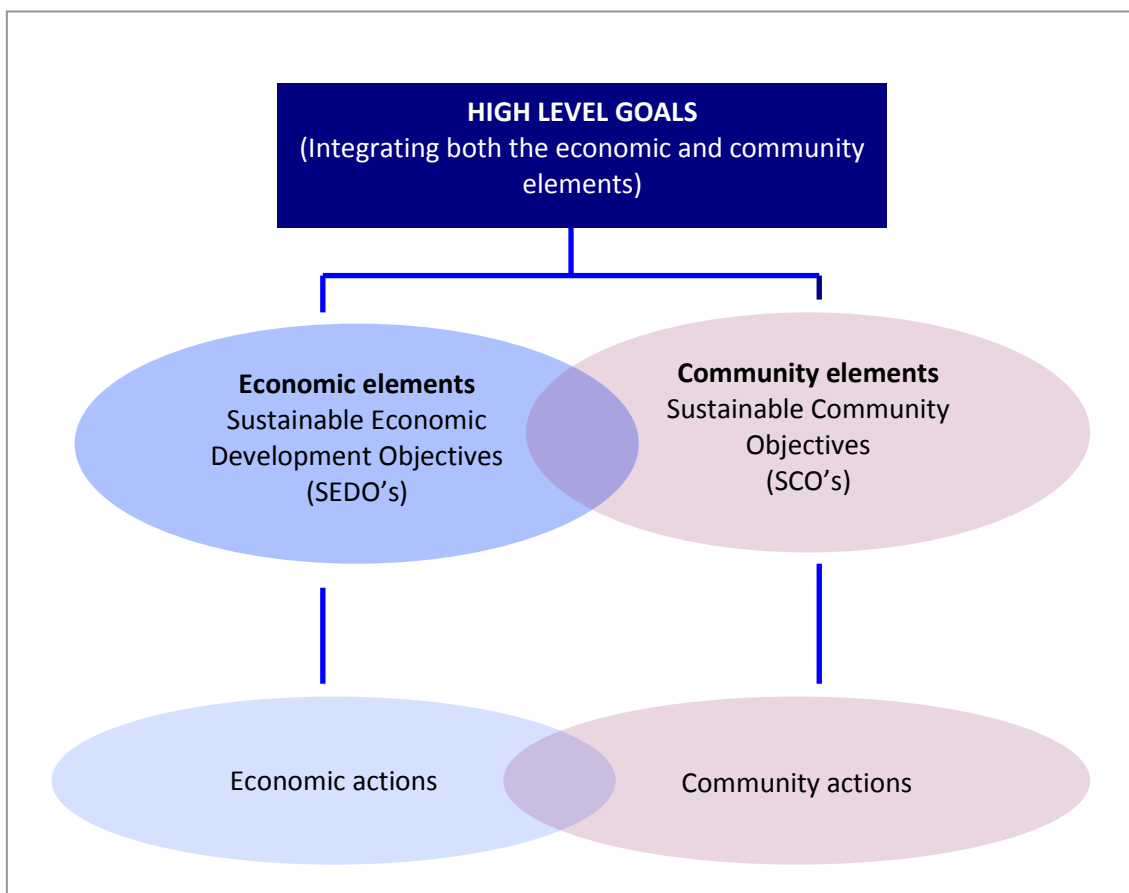 HIGH LEVEL GOALS
(Integrating both the economic and community
elements)
Economic elements
Sustainable Economic
Development Objectives
(SEDO’s)
Community elements
Sustainable Community
Objectives
(SCO’s)
Economic actions
Community actions